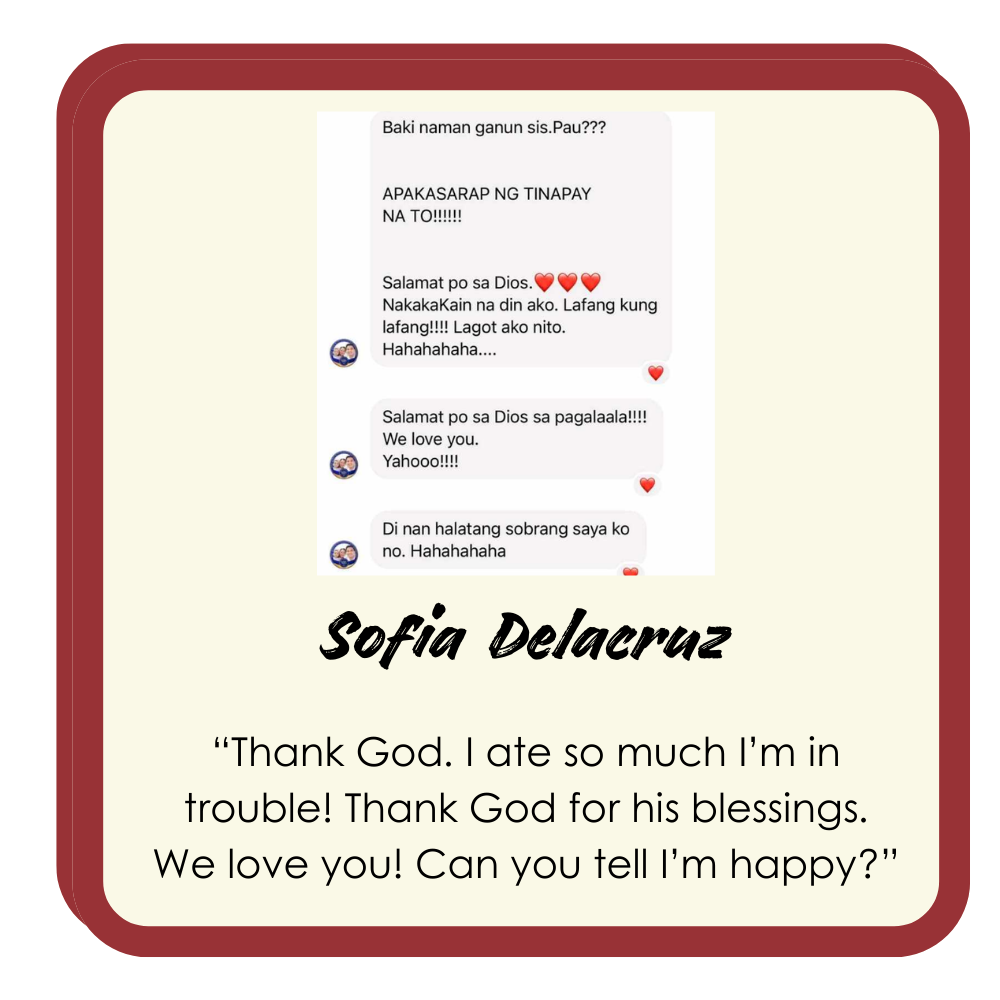 Baki naman ganun sis.Pau???
APAKASARAP NG TINAPAY
NA TO!!!!!!
Salamat po sa Dios.❤️❤️❤️
NakakaKain na din ako. Lafang kung
lafang!!!! Lagot ako nito.
Hahahahaha....
Salamat po sa Dios sa pagalaala!!!!
We love you.
Yahooo!!!!
Di nan halatang sobrang saya ko
no. Hahahahaha
Sofia Delacruz
“Thank God. I ate so much I’m in
trouble! Thank God for his blessings.
We love you! Can you tell I’m happy?”